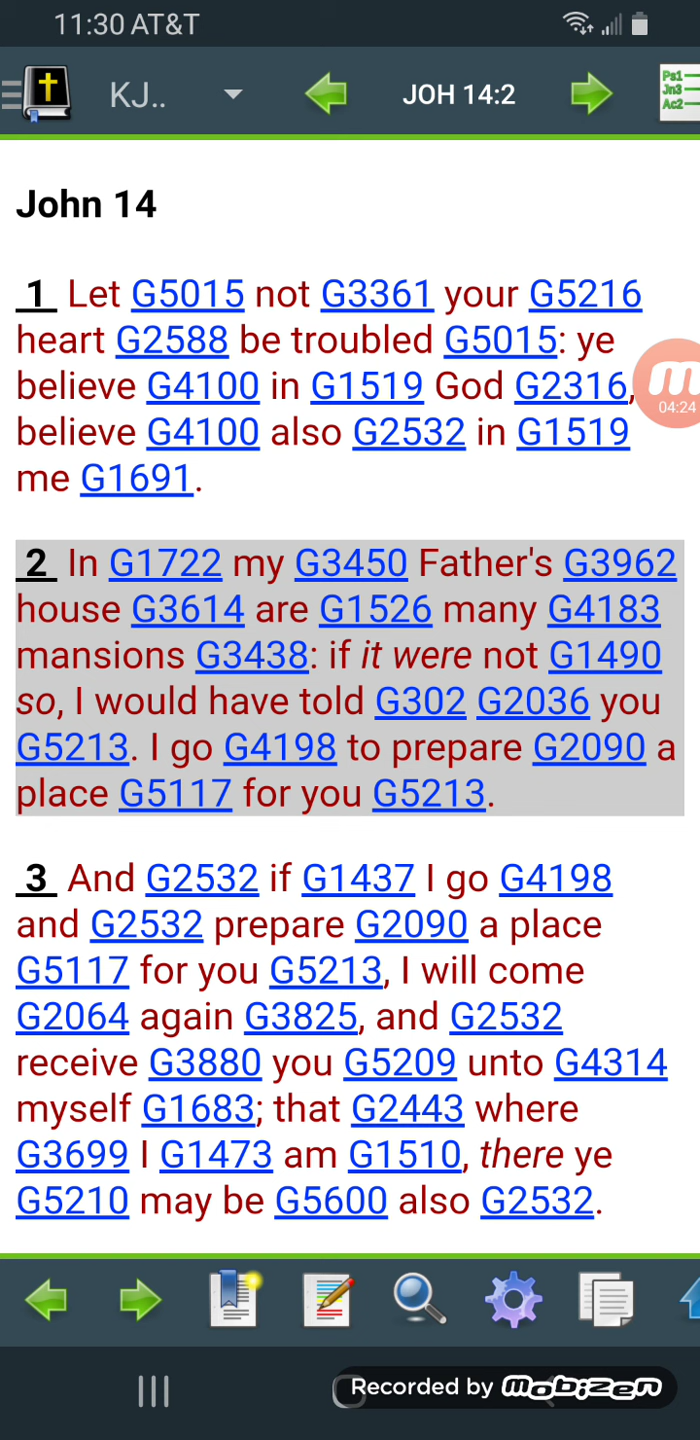 11:30 AT&T
KJ..
JOH 14:2
Ps1
Jn3
Ac2
John 14
1 Let G5015 not G3361 your G5216
heart G2588 be troubled G5015: ye
believe G4100 in G1519 God G2316,
believe G4100 also G2532 in G1519
me G1691.
m
04:24
2 In G1722 my G3450 Father's G3962
house G3614 are G1526 many G4183
mansions G3438: if it were not G1490
so, I would have told G302 G2036 you
G5213. I go G4198 to prepare G2090 a
place G5117 for you G5213.
3 And G2532 if G1437 I go G4198
and G2532 prepare G2090 a place
G5117 for you G5213, I will come
G2064 again G3825, and G2532
receive G3880 you G5209 unto G4314
myself G1683; that G2443 where
G3699 I G1473 am G1510, there ye
G5210 may be G5600 also G2532.
Recorded by mobizen